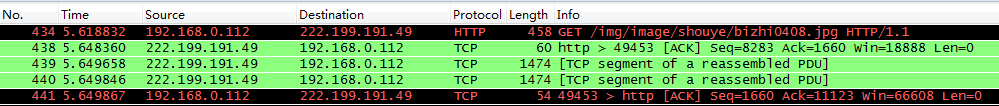 No. Time Source Destination Protocol Length Info
434 5.618832 192.168.0.112 222.199.191.49 HTTP 458 GET /img/image/shouye/bizhi0408.jpg HTTP/1.1
438 5.648360 222.199.191.49 192.168.0.112 TCP 60 http > 49453 [ACK] Seq=8283 Ack=1660 Win=18888 Len=0
439 5.649658 222.199.191.49 192.168.0.112 TCP 1474 [TCP segment of a reassembled PDU]
440 5.649846 222.199.191.49 192.168.0.112 TCP 1474 [TCP segment of a reassembled PDU]
441 5.649867 192.168.0.112 222.199.191.49 TCP 54 49453 > http [ACK] Seq=1660 Ack=11123 Win=66608 Len=0